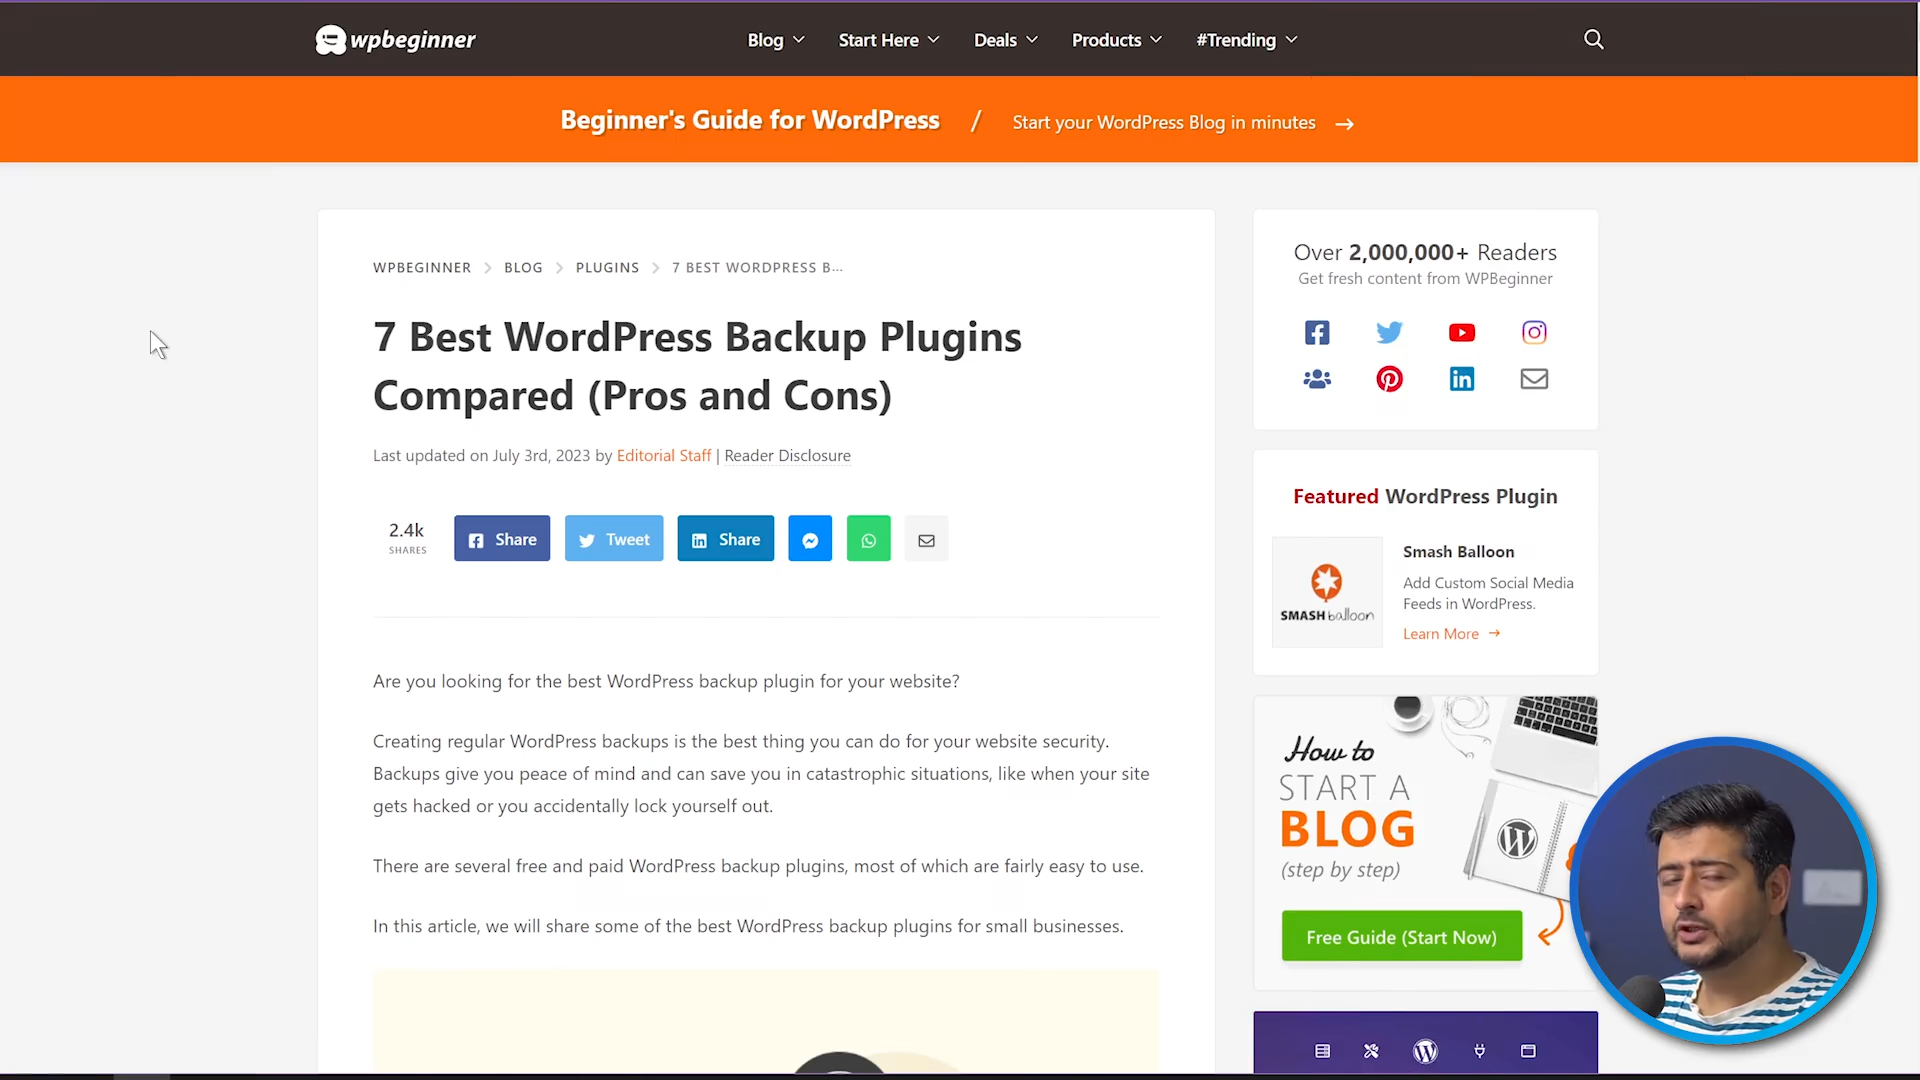 wpbeginner
Blog
Start Here
Deals
Products
#Trending
Beginner's Guide for WordPress / Start your WordPress Blog in minutes →
WPBEGINNER > BLOG > PLUGINS > 7 BEST WORDPRESS B...
7 Best WordPress Backup Plugins
Compared (Pros and Cons)
Last updated on July 3rd, 2023 by Editorial Staff | Reader Disclosure
2.4k
SHARES
Share
Tweet
Share
Are you looking for the best WordPress backup plugin for your website?
Creating regular WordPress backups is the best thing you can do for your website security.
Backups give you peace of mind and can save you in catastrophic situations, like when your site
gets hacked or you accidentally lock yourself out.
There are several free and paid WordPress backup plugins, most of which are fairly easy to use.
In this article, we will share some of the best WordPress backup plugins for small businesses.
Over 2,000,000+ Readers
Get fresh content from WPBeginner
Featured WordPress Plugin
SMASH balloon
Smash Balloon
Add Custom Social Media
Feeds in WordPress.
Learn More →
How to
START A
BLOG
(step by step)
Free Guide (Start Now)